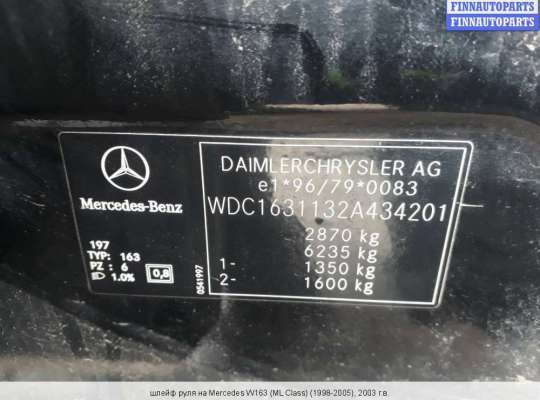 FINNAUTOPARTS
FINNAUTOPARTS
FINNAUTOPARTS
Mercedes-Benz
197
TYP: 163
PZ : 6
1.0%
0,8
0541997
DAIMLERCHRYSLER AG
e1*96/79*0083
WDC1631132A434201
2870 kg
6235 kg
1- 1350 kg
2- 1600 kg
шлейф руля на Mercedes W163 (ML Class) (1998-2005), 2003 г.в.